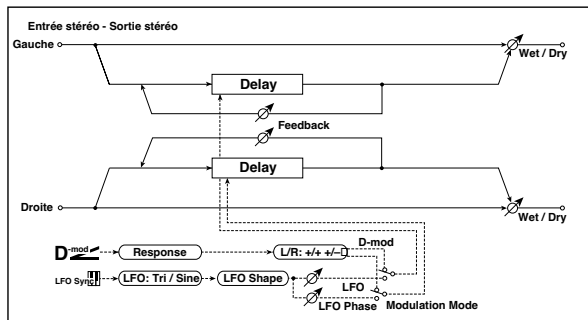 Entrée stéréo - Sortie stéréo
Gauche
Wet / Dry
Delay
Feedback
Delay
Droite
Wet / Dry
D-mod
D-mod
Response
L/R: +/+ +/–
LFO Sync
LFO: Tri / Sine
LFO Shape
LFO
LFO Phase
Modulation Mode